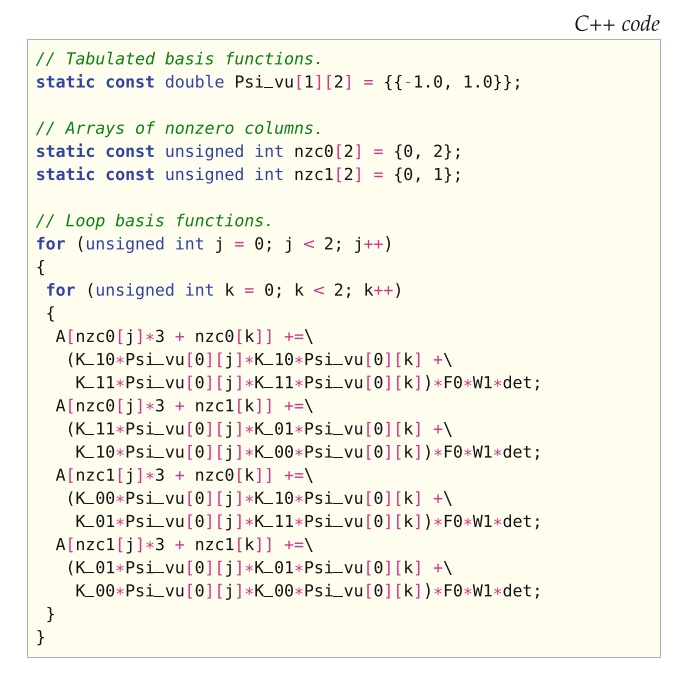 C++ code
// Tabulated basis functions.
static const double Psi_vu[1][2] = {{-1.0, 1.0}};
// Arrays of nonzero columns.
static const unsigned int nzc0[2] = {0, 2};
static const unsigned int nzc1[2] = {0, 1};
// Loop basis functions.
for (unsigned int j = 0; j < 2; j++)
{
for (unsigned int k = 0; k < 2; k++)
{
A[nzc0[j]*3 + nzc0[k]] +=\
(K_10*Psi_vu[0][j]*K_10*Psi_vu[0][k] +\
K_11*Psi_vu[0][j]*K_11*Psi_vu[0][k])*F0*W1*det;
A[nzc0[j]*3 + nzc1[k]] +=\
(K_11*Psi_vu[0][j]*K_01*Psi_vu[0][k] +\
K_10*Psi_vu[0][j]*K_00*Psi_vu[0][k])*F0*W1*det;
A[nzc1[j]*3 + nzc0[k]] +=\
(K_00*Psi_vu[0][j]*K_10*Psi_vu[0][k] +\
K_01*Psi_vu[0][j]*K_11*Psi_vu[0][k])*F0*W1*det;
A[nzc1[j]*3 + nzc1[k]] +=\
(K_01*Psi_vu[0][j]*K_01*Psi_vu[0][k] +\
K_00*Psi_vu[0][j]*K_00*Psi_vu[0][k])*F0*W1*det;
}
}